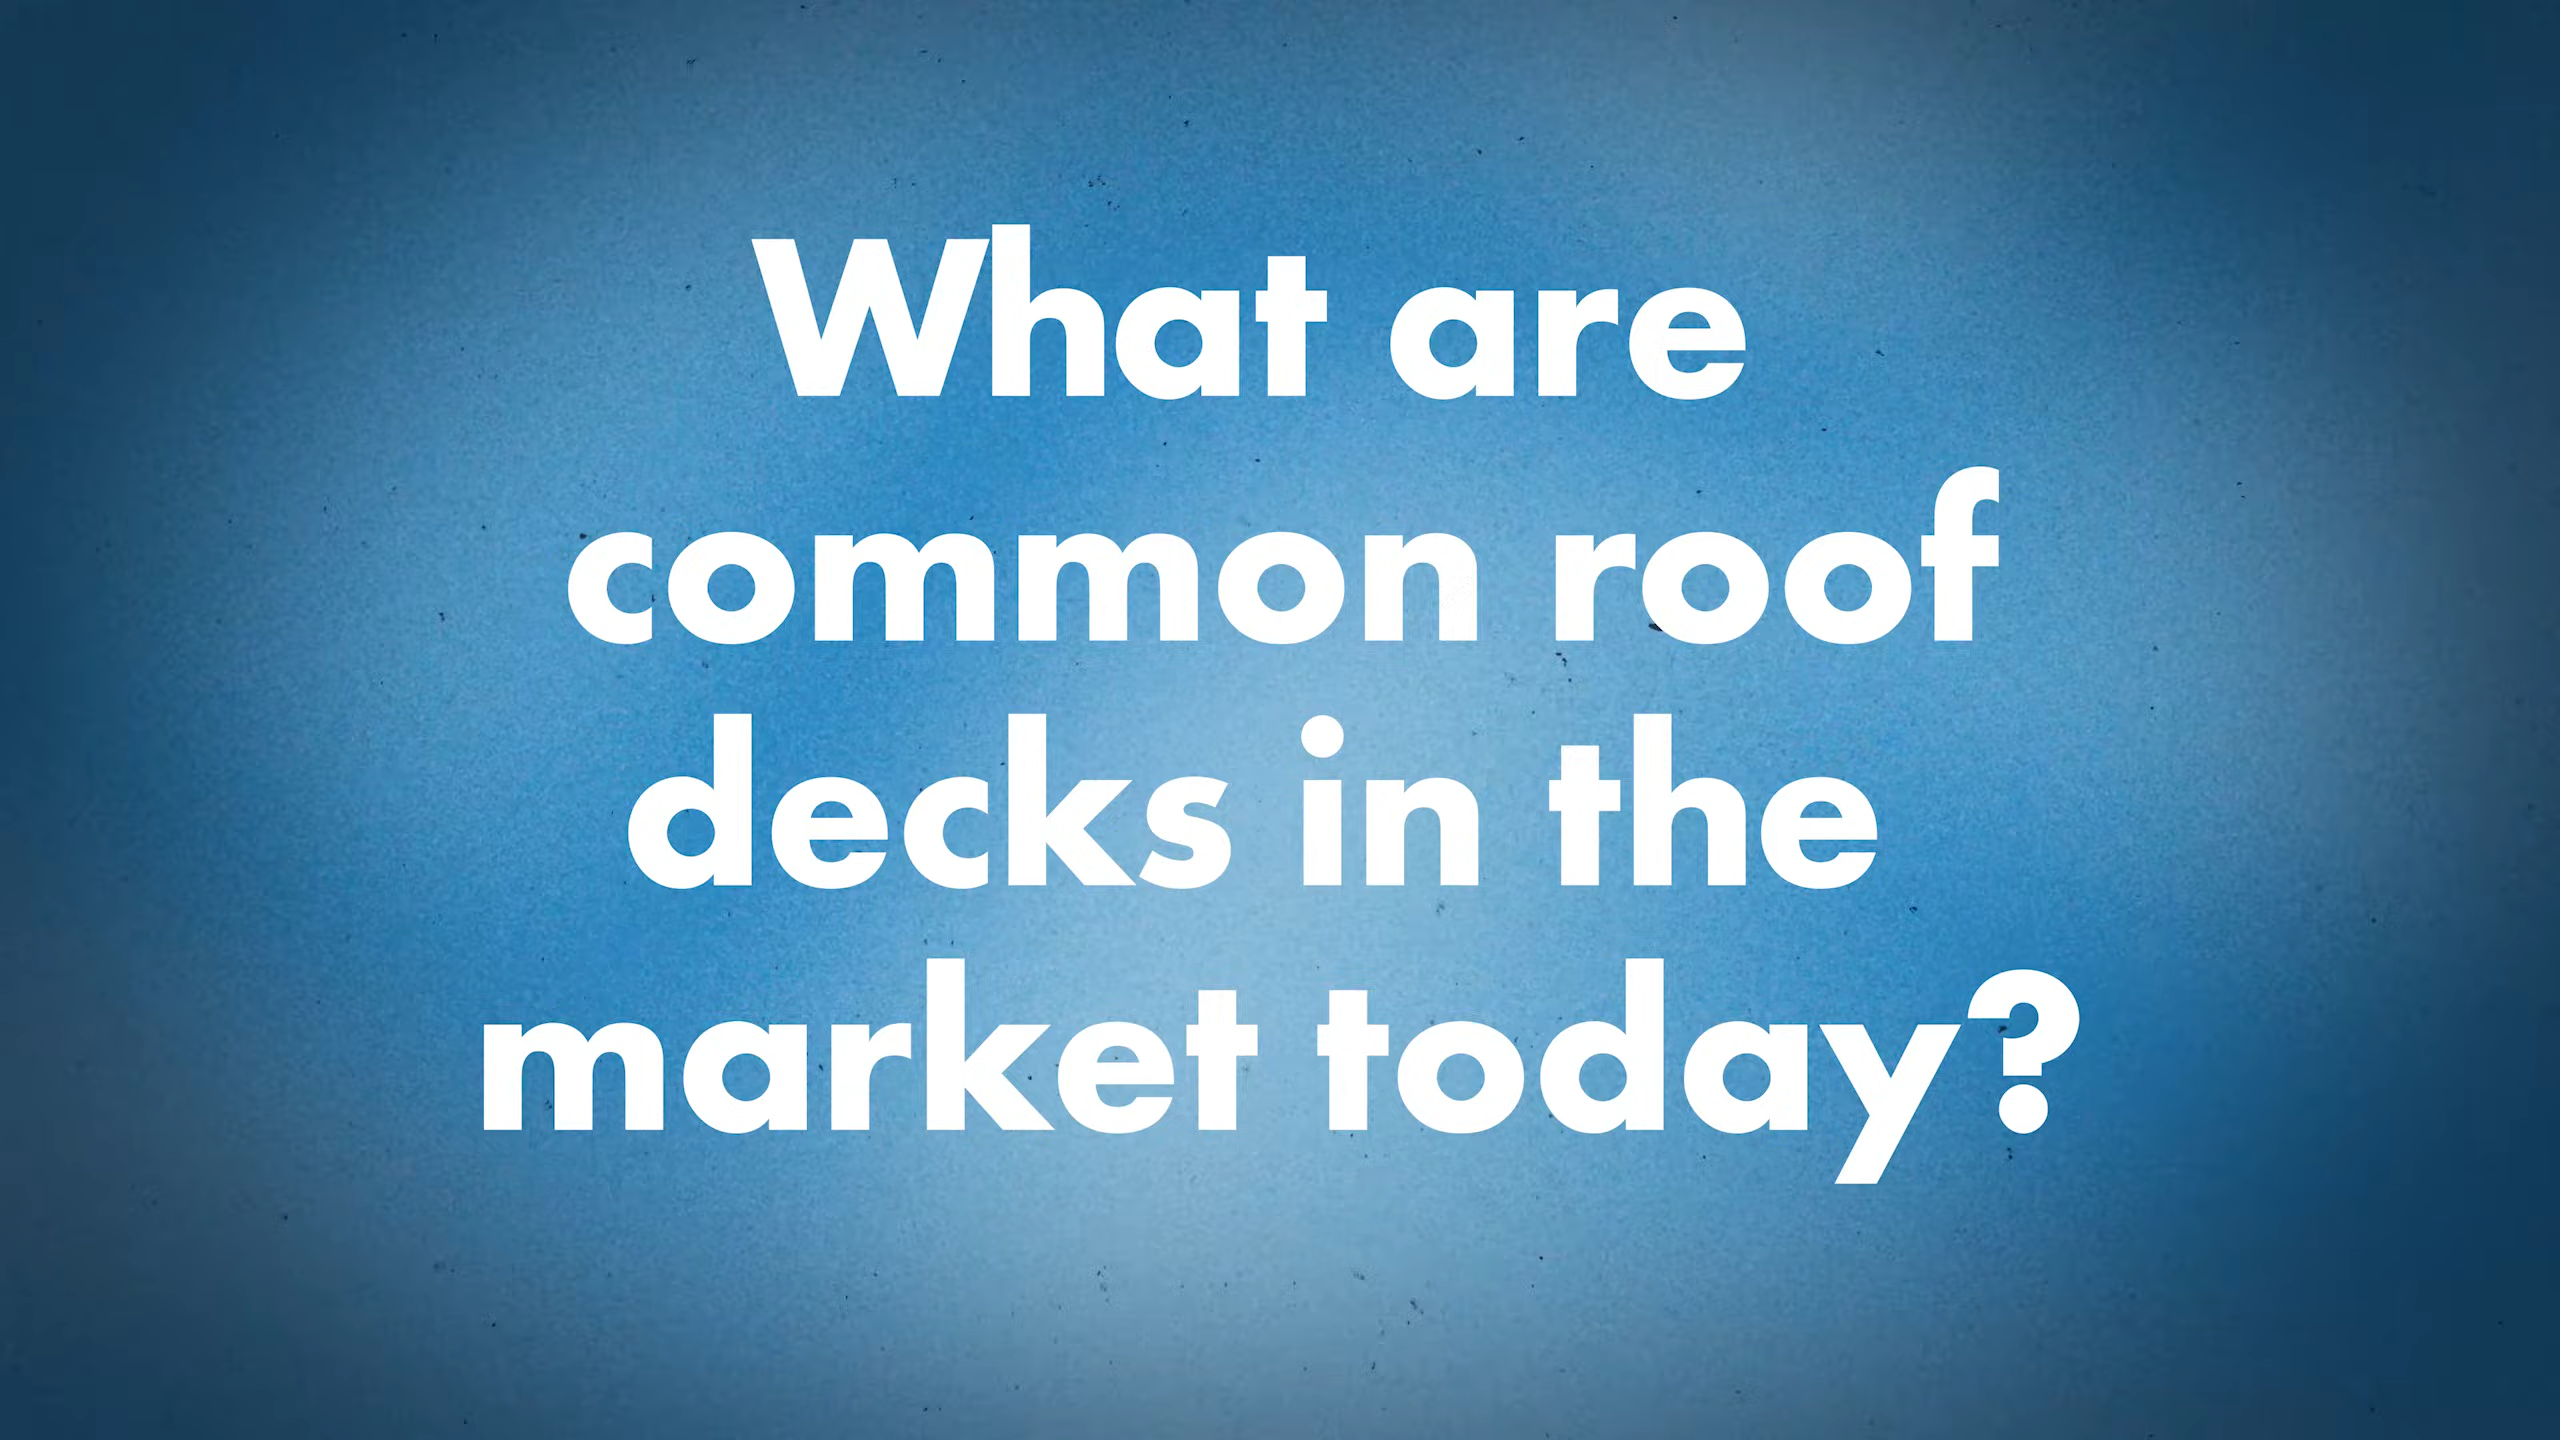 What are
common roof
decks in the
market today?